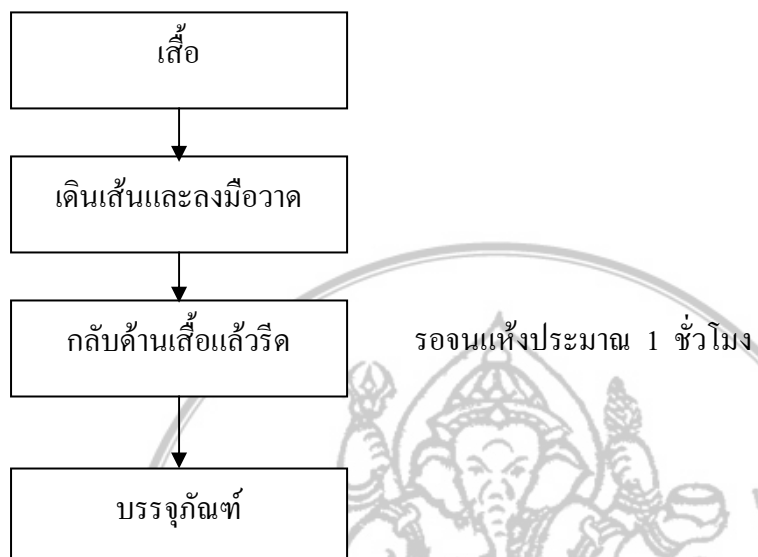 เสื้อ
เดินเส้นและลงมือวาด
กลับด้านเสื้อแล้วรีด รอจนแห้งประมาณ 1 ชั่วโมง
บรรจุภัณฑ์